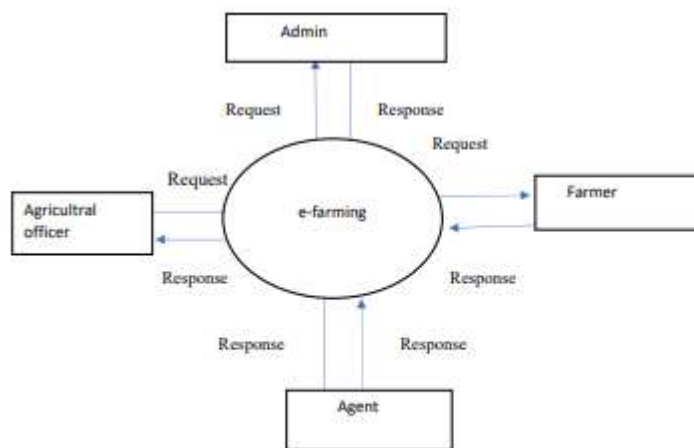 Admin
Request
Response
Request
Request
Agricultral
officer
e-farming
Farmer
Response
Response
Response
Response
Agent